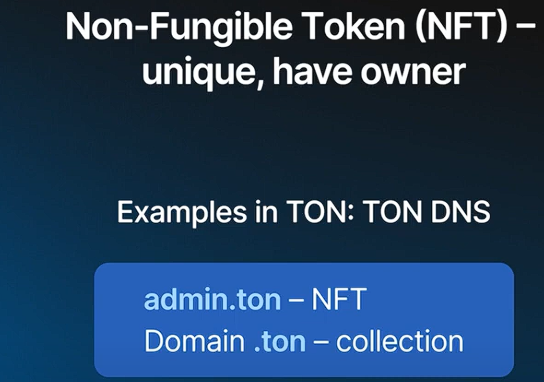 Non-Fungible Token (NFT) –
unique, have owner
Examples in TON: TON DNS
admin.ton – NFT
Domain .ton – collection